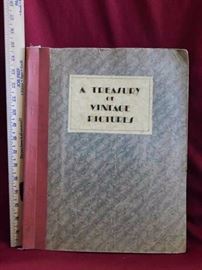 A TREASURY
OF
VINTAGE
PICTURES